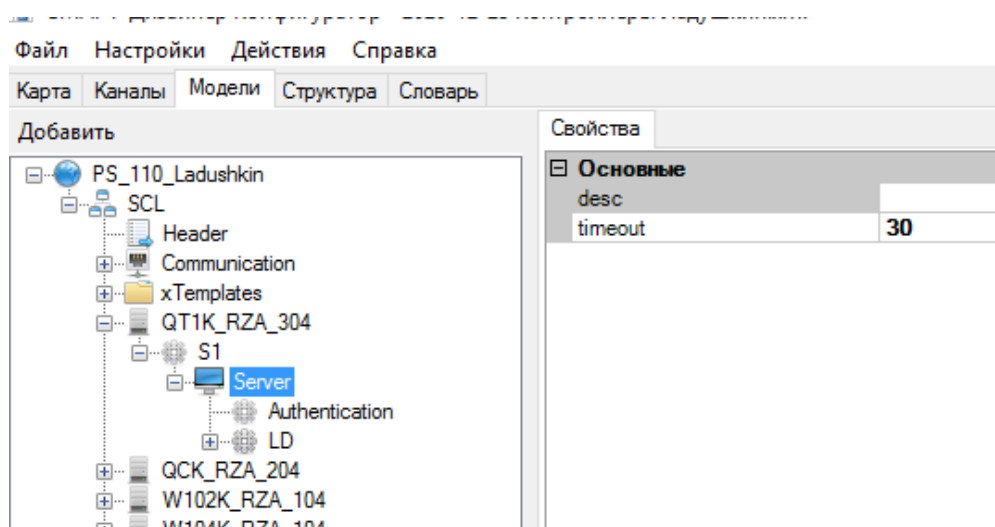 Файл Настройки Действия Справка
Карта Каналы Модели Структура Словарь
Добавить
Свойства
PS_110_Ladushkin
SCL
Header
Communication
xTemplates
QT1K_RZA_304
S1
Server
Authentication
LD
QCK_RZA_204
W102K_RZA_104
Основные
desc
timeout 30